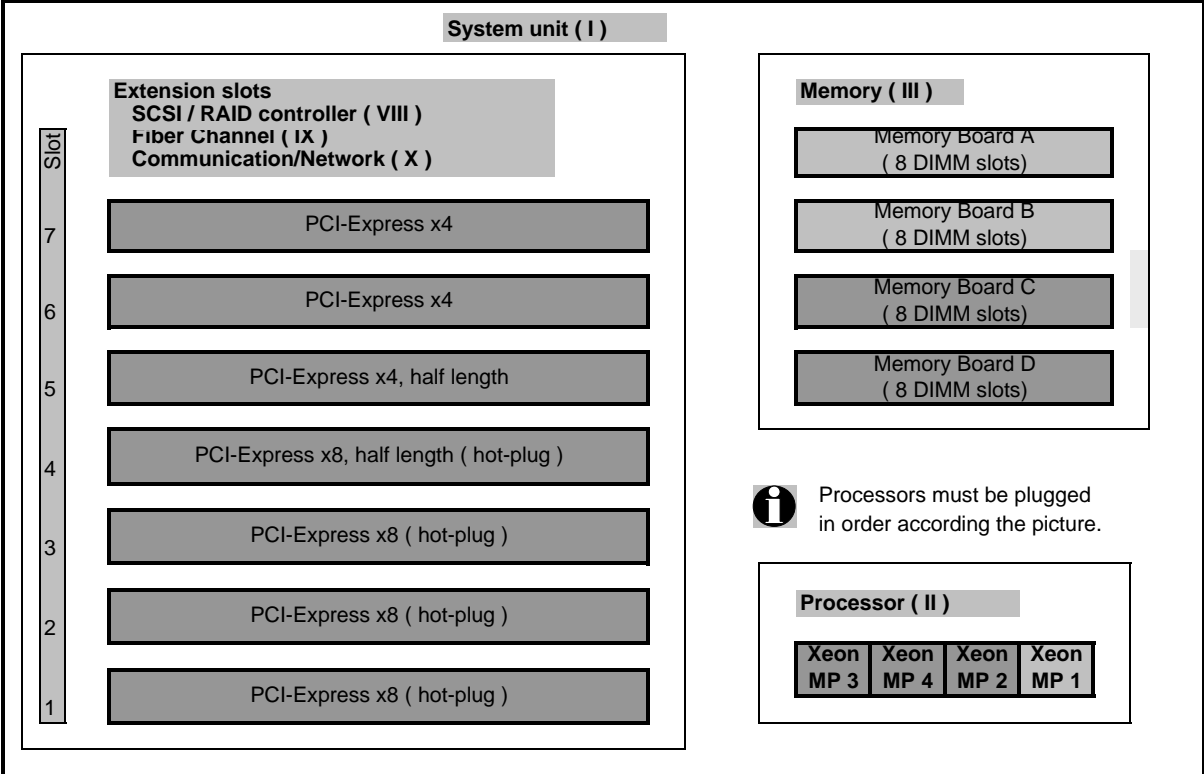 System unit ( I )
Extension slots
SCSI / RAID controller ( VIII )
Fiber Channel ( IX )
Communication/Network ( X )
Slot
7
PCI-Express x4
6
PCI-Express x4
5
PCI-Express x4, half length
4
PCI-Express x8, half length ( hot-plug )
3
PCI-Express x8 ( hot-plug )
2
PCI-Express x8 ( hot-plug )
1
PCI-Express x8 ( hot-plug )
Memory ( III )
Memory Board A
( 8 DIMM slots)
Memory Board B
( 8 DIMM slots)
Memory Board C
( 8 DIMM slots)
Memory Board D
( 8 DIMM slots)
Processors must be plugged
in order according the picture.
Processor ( II )
Xeon MP 3
Xeon MP 4
Xeon MP 2
Xeon MP 1